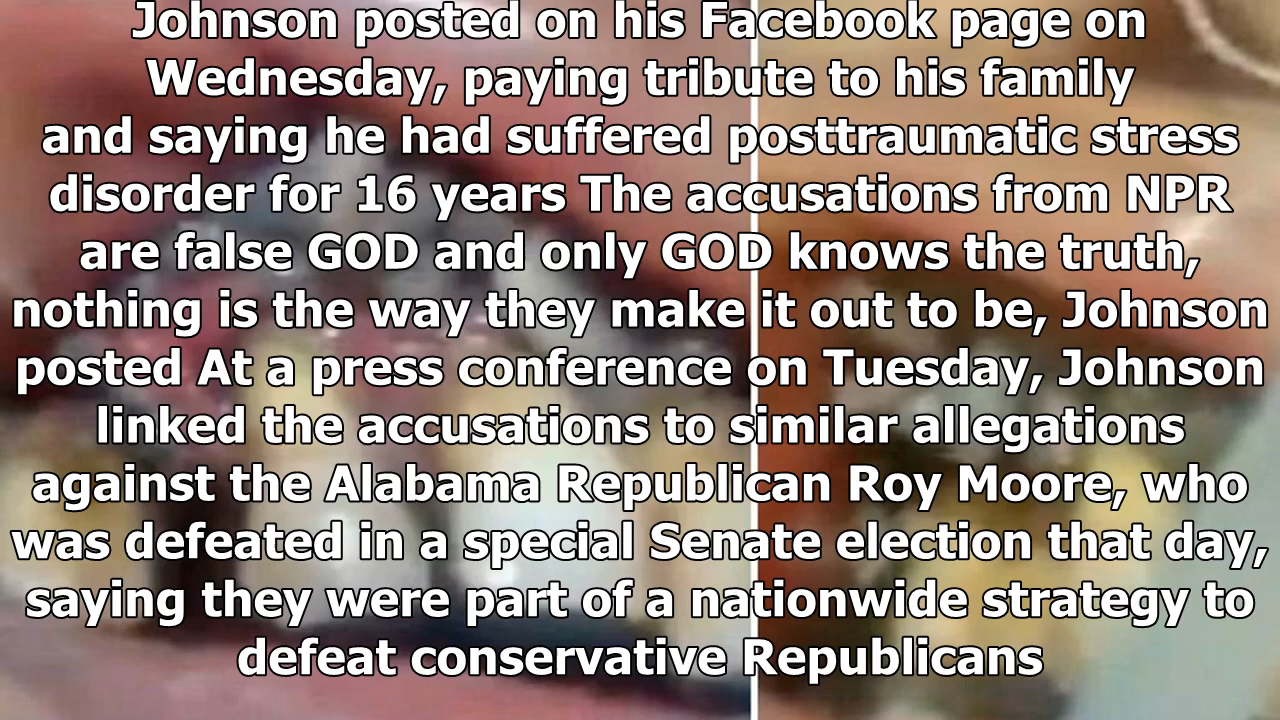 Johnson posted on his Facebook page on
Wednesday, paying tribute to his family
and saying he had suffered posttraumatic stress
disorder for 16 years The accusations from NPR
are false GOD and only GOD knows the truth,
nothing is the way they make it out to be, Johnson
posted At a press conference on Tuesday, Johnson
linked the accusations to similar allegations
against the Alabama Republican Roy Moore, who
was defeated in a special Senate election that day,
saying they were part of a nationwide strategy to
defeat conservative Republicans